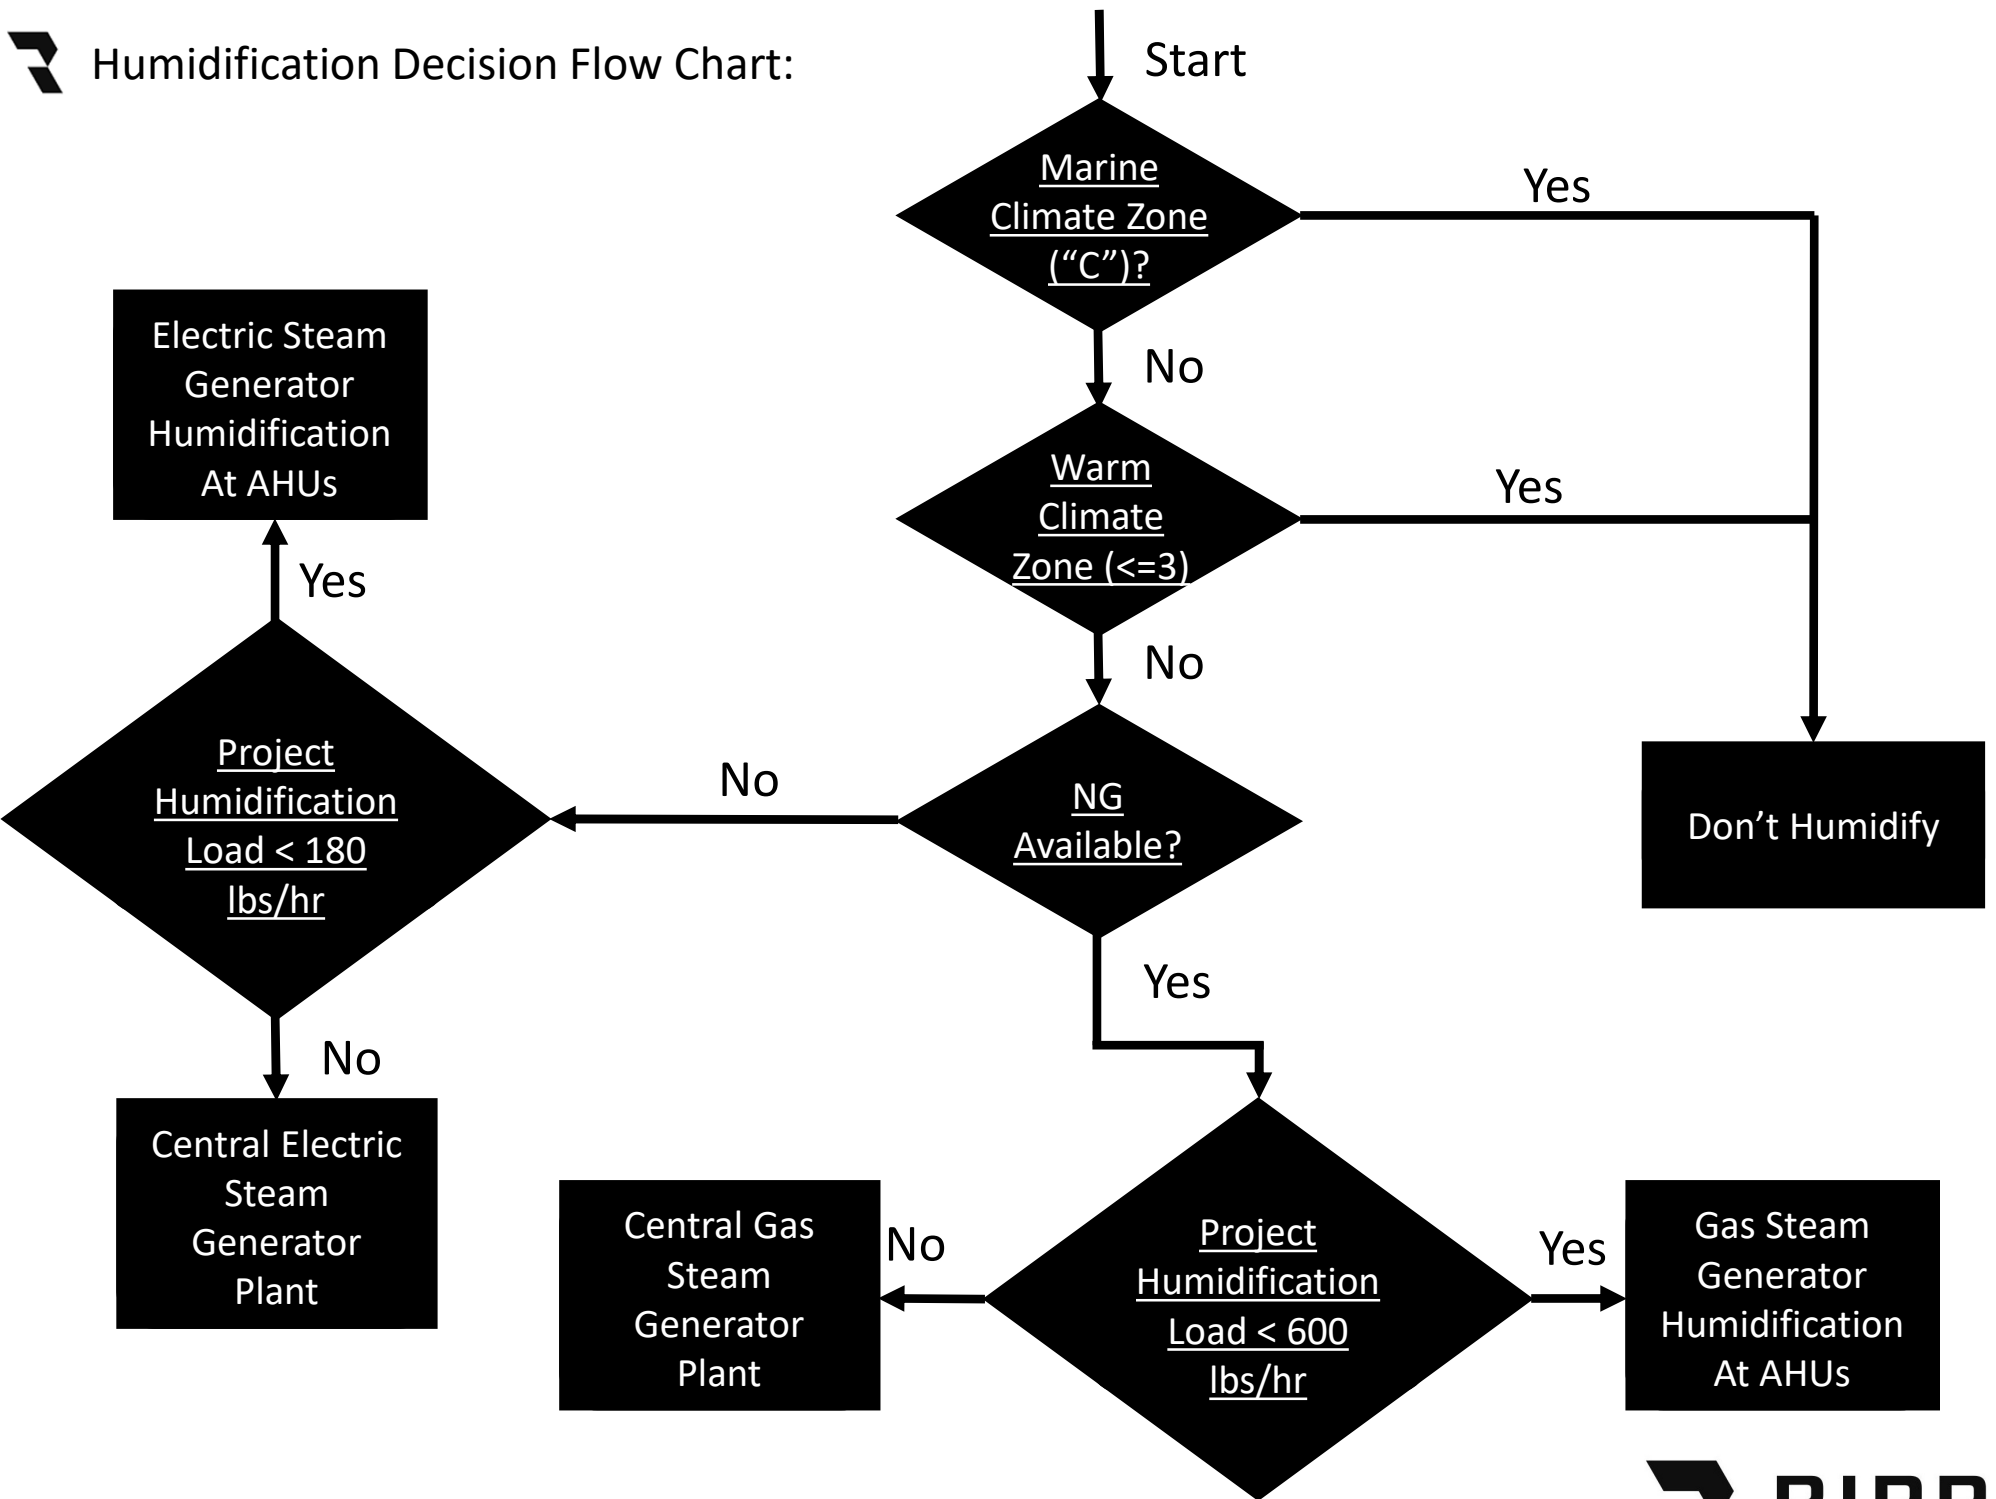 Humidification Decision Flow Chart:
Start
Marine
Climate Zone
(“C”)?
Yes
No
Warm
Climate
Zone (<=3)
Yes
No
NG
Available?
No
Yes
Don’t Humidify
Electric Steam
Generator
Humidification
At AHUs
Yes
Project
Humidification
Load < 180
lbs/hr
No
Central Electric
Steam
Generator
Plant
Central Gas
Steam
Generator
Plant
No
Project
Humidification
Load < 600
lbs/hr
Yes
Gas Steam
Generator
Humidification
At AHUs